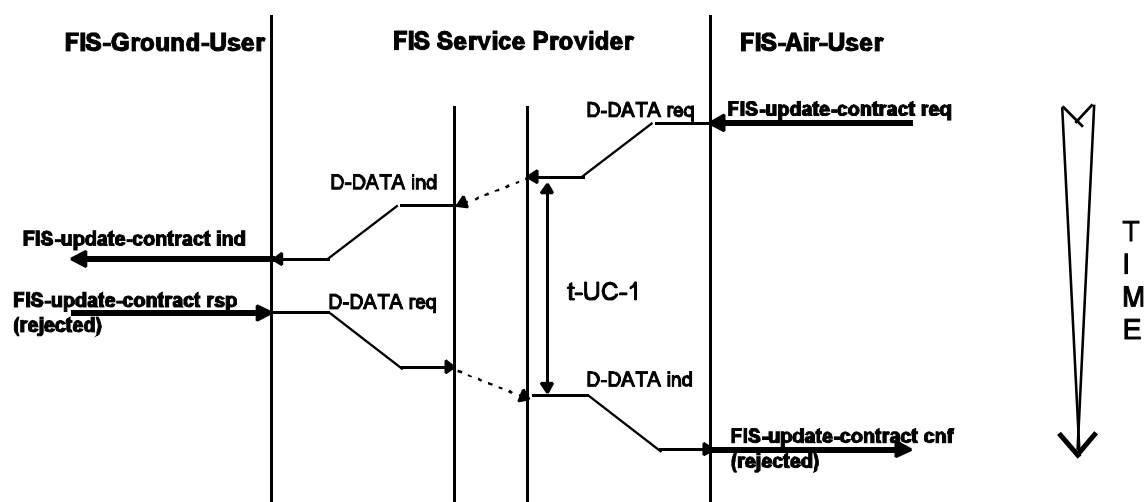 FIS-Ground-User
FIS Service Provider
FIS-Air-User
D-DATA req
FIS-update-contract req
D-DATA ind
FIS-update-contract ind
FIS-update-contract rsp
(rejected)
D-DATA req
t-UC-1
D-DATA ind
FIS-update-contract cnf
(rejected)
T
I
M
E